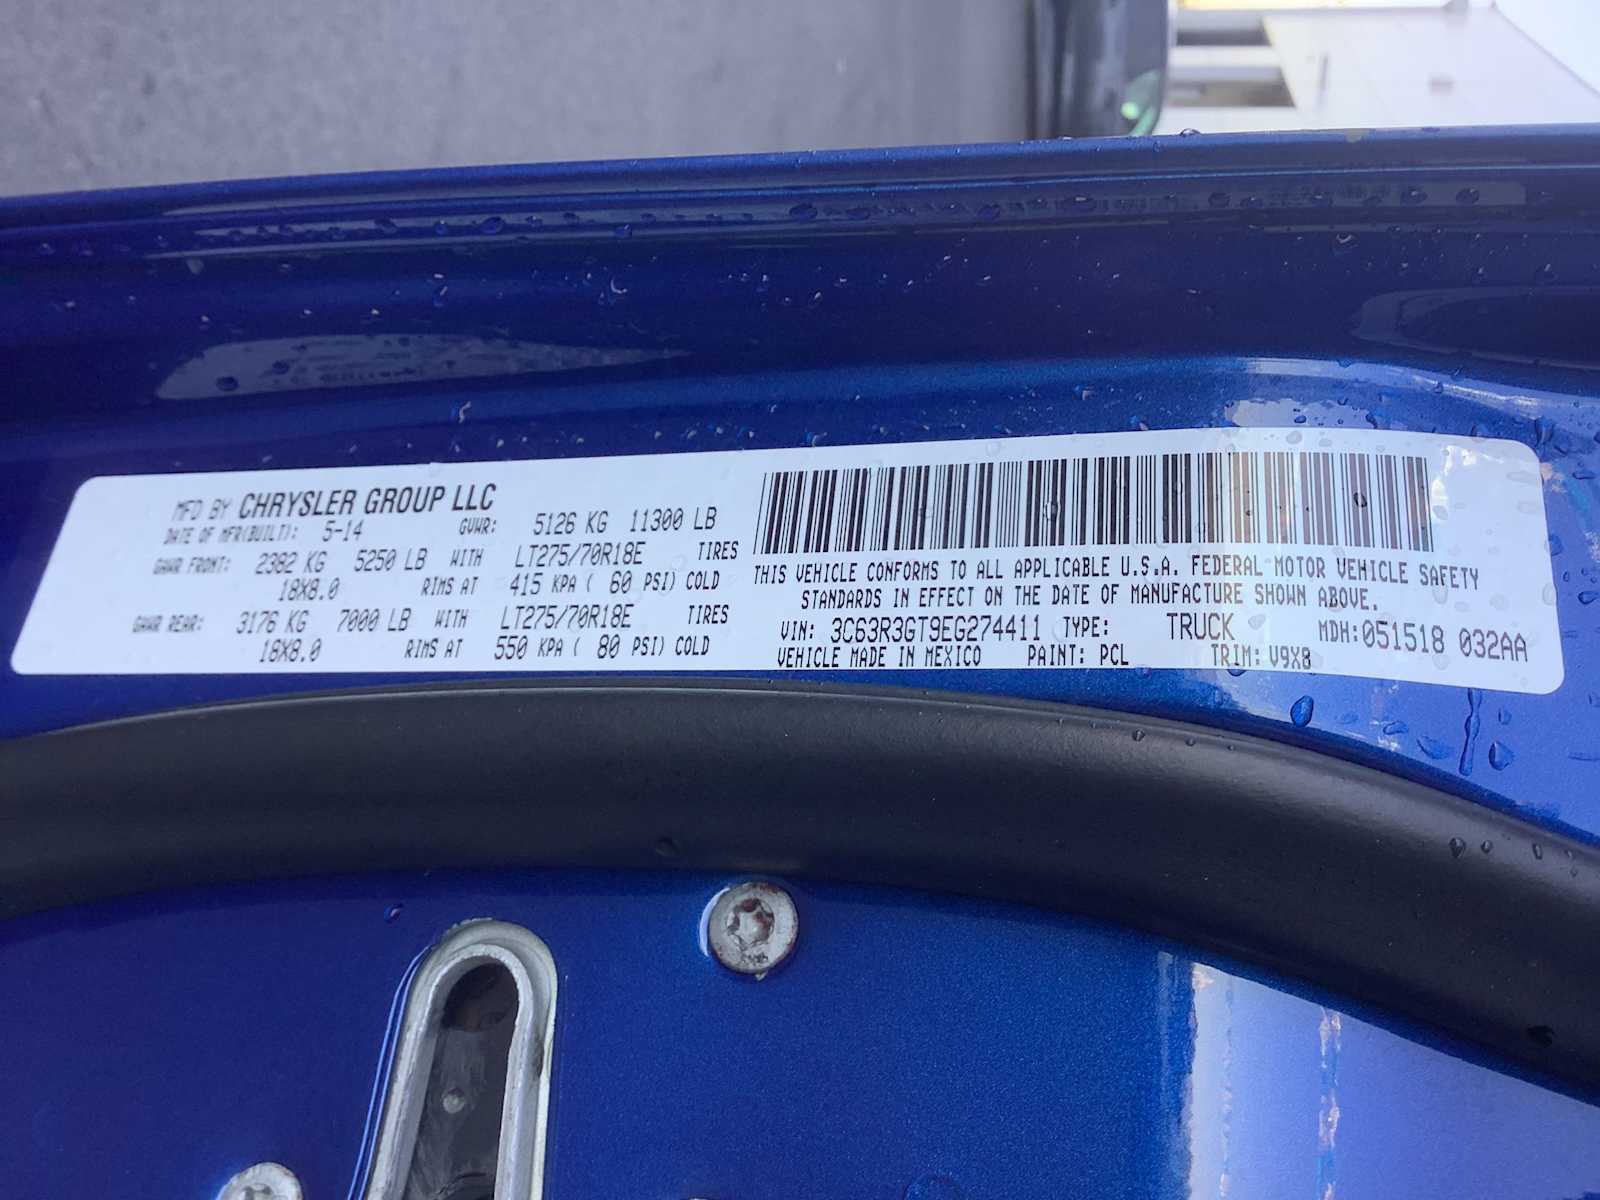 MFD BY CHRYSLER GROUP LLC
DATE OF MFR(BUILT): 5-14 GVWR: 5126 KG 11300 LB
GAWR FRONT: 2382 KG 5250 LB WITH LT275/70R18E TIRES
18X8.0 RIMS AT 415 KPA ( 60 PSI) COLD
GAWR REAR: 3176 KG 7000 LB WITH LT275/70R18E TIRES
18X8.0 RIMS AT 550 KPA ( 80 PSI) COLD
THIS VEHICLE CONFORMS TO ALL APPLICABLE U.S.A. FEDERAL MOTOR VEHICLE SAFETY
STANDARDS IN EFFECT ON THE DATE OF MANUFACTURE SHOWN ABOVE.
VIN: 3C63R3GT9EG274411 TYPE: TRUCK MDH:051518 032AA
VEHICLE MADE IN MEXICO PAINT: PCL TRIM: V9X8